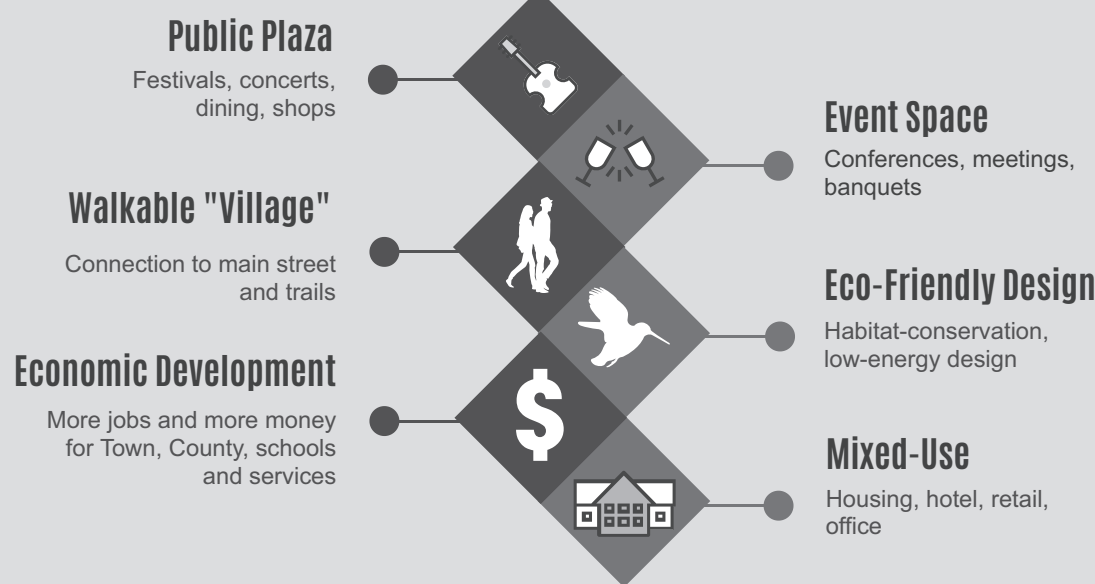 Public Plaza
Festivals, concerts,
dining, shops
Event Space
Conferences, meetings,
banquets
Walkable "Village"
Connection to main street
and trails
Eco-Friendly Design
Habitat-conservation,
low-energy design
Economic Development
More jobs and more money
for Town, County, schools
and services
$
Mixed-Use
Housing, hotel, retail,
office